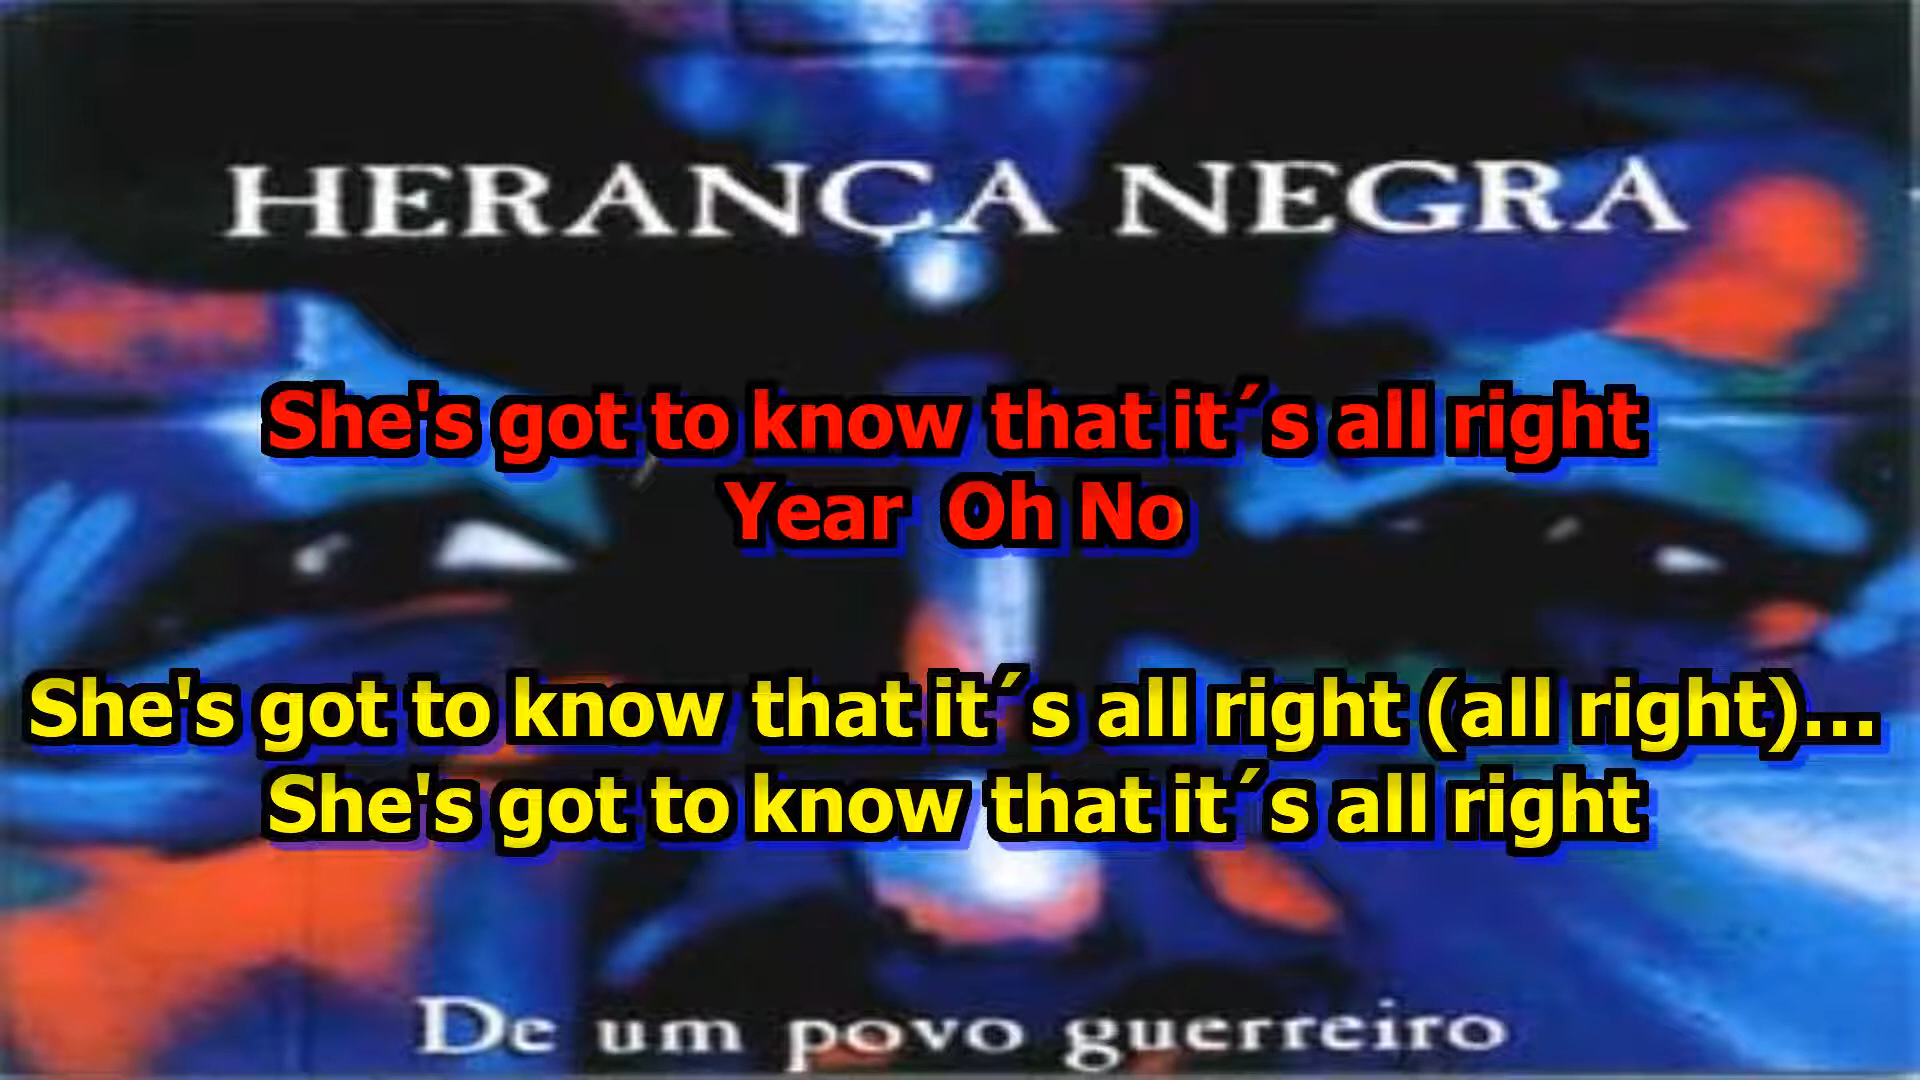 HERANÇA NEGRA
She's got to know that it´s all right
Year Oh No
She's got to know that it´s all right (all right)...
She's got to know that it´s all right
De um povo guerreiro